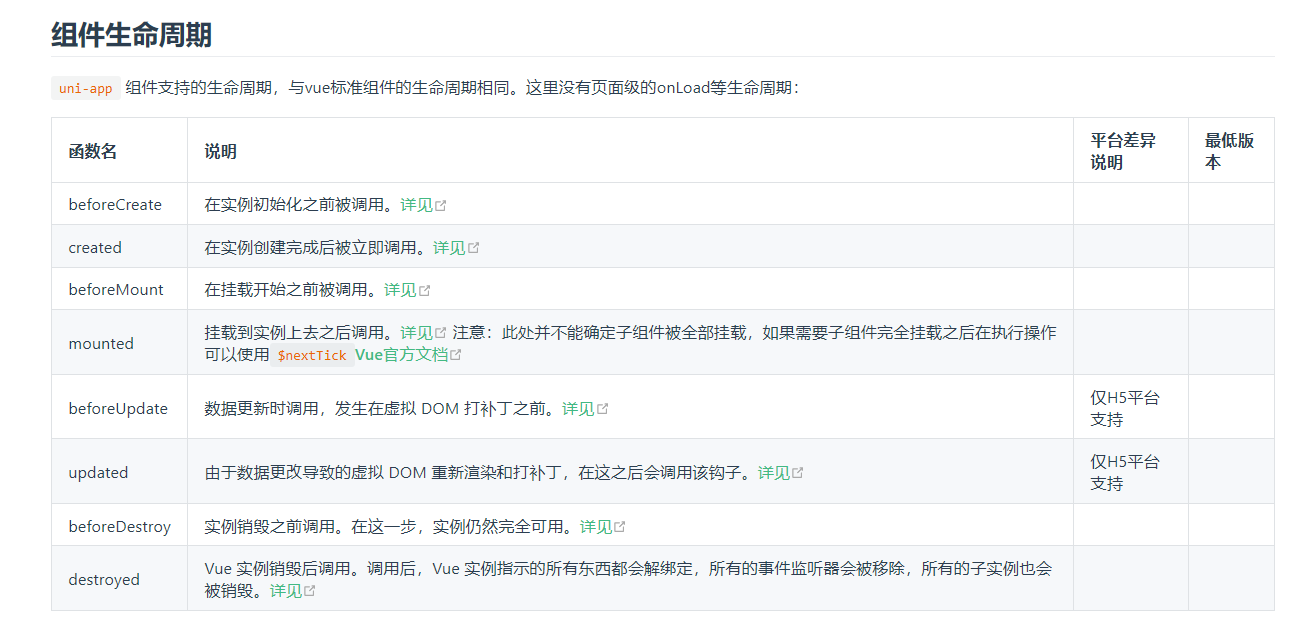 组件生命周期
uni-app 组件支持的生命周期，与vue标准组件的生命周期相同。这里没有页面级的onLoad等生命周期：
函数名 说明 平台差异说明 最低版本
beforeCreate 在实例初始化之前被调用。详见
created 在实例创建完成后被立即调用。详见
beforeMount 在挂载开始之前被调用。详见
mounted 挂载到实例上去之后调用。详见 注意：此处并不能确定子组件被全部挂载，如果需要子组件完全挂载之后在执行操作
可以使用 $nextTick Vue官方文档
beforeUpdate 数据更新时调用，发生在虚拟 DOM 打补丁之前。详见 仅H5平台支持
updated 由于数据更改导致的虚拟 DOM 重新渲染和打补丁，在这之后会调用该钩子。详见 仅H5平台支持
beforeDestroy 实例销毁之前调用。在这一步，实例仍然完全可用。详见
destroyed Vue 实例销毁后调用。调用后，Vue 实例指示的所有东西都会解绑定，所有的事件监听器会被移除，所有的子实例也会
被销毁。详见